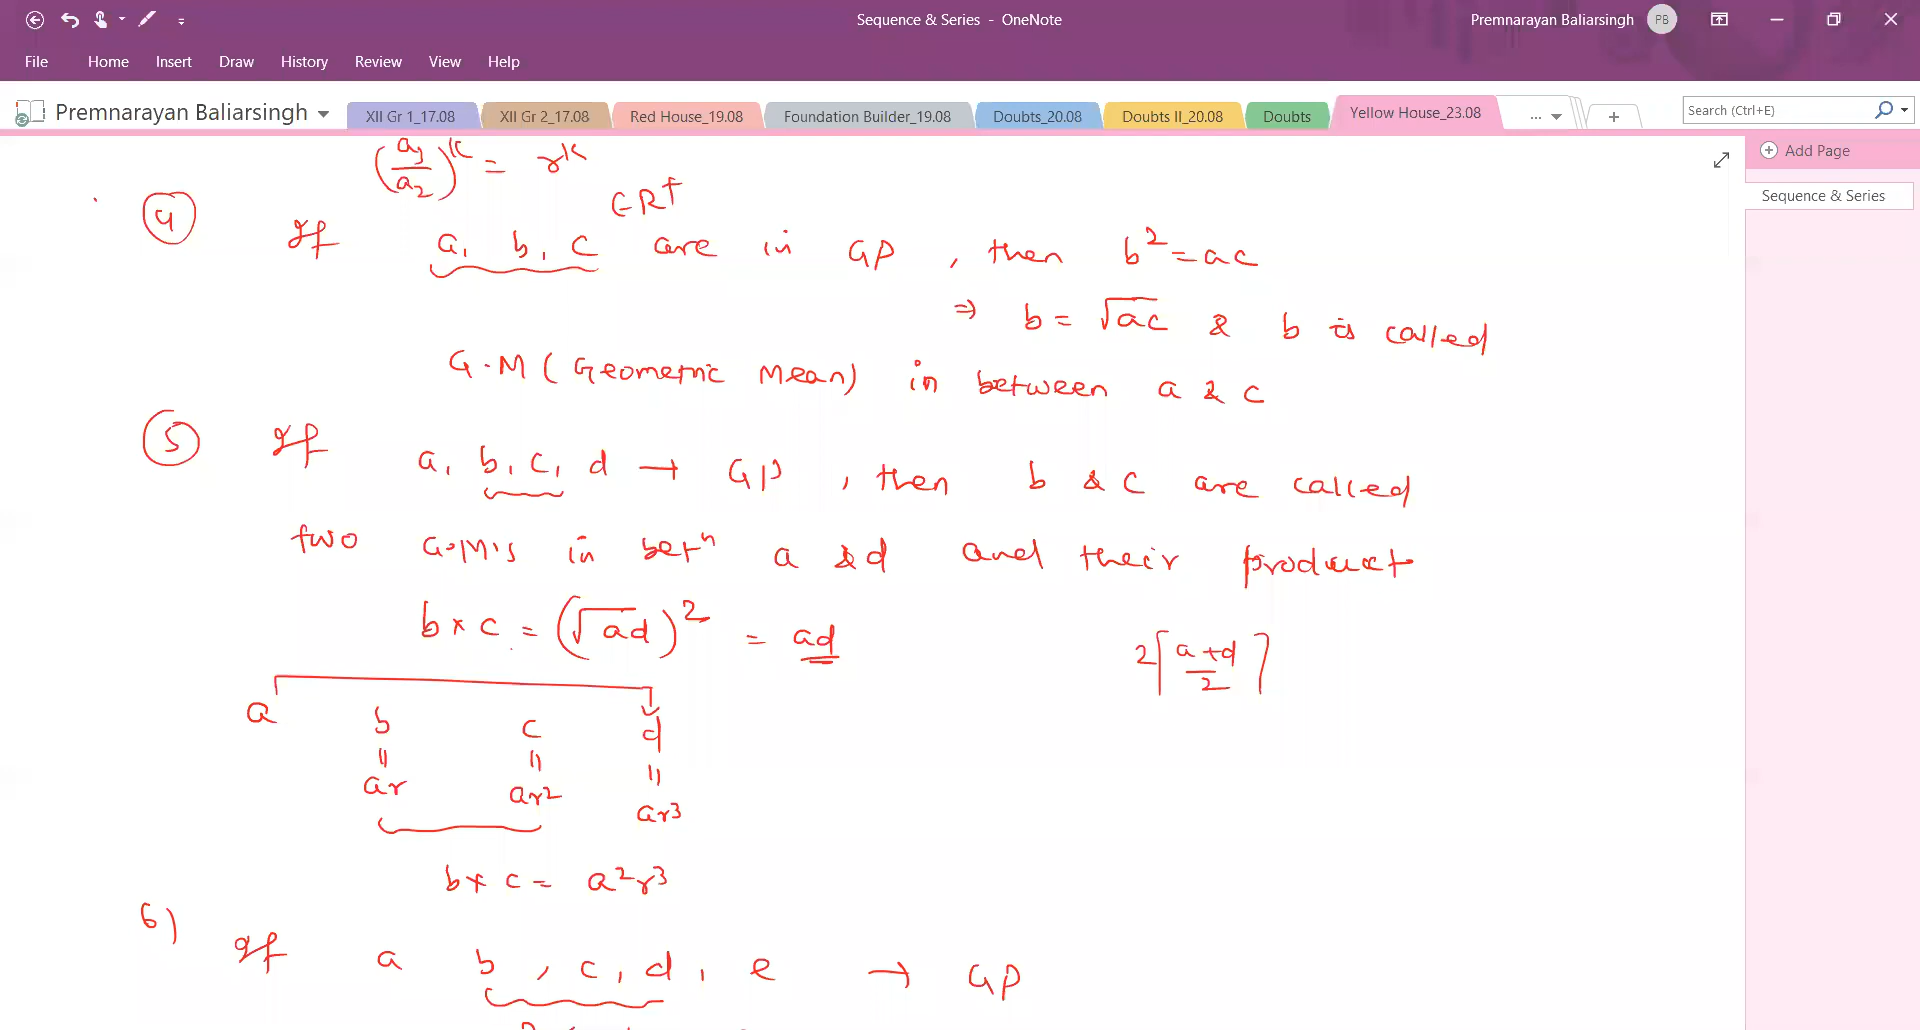 Sequence & Series - OneNote
Premnarayan Baliarsingh PB
File Home Insert Draw History Review View Help
Premnarayan Baliarsingh
XII Gr 1_17.08 XII Gr 2_17.08 Red House_19.08 Foundation Builder_19.08 Doubts_20.08 Doubts II_20.08 Doubts Yellow House_23.08 ... +
Search (Ctrl+E)
Add Page
Sequence & Series
(a₃/a₂)^k = r^k
④ If a, b, c ∈R⁺ are in GP, then b² = ac
⇒ b = √ac & b is called
G.M (Geometric Mean) in between a & c
⑤ If a, b, c, d → GP, then b & c are called
two G.M's in betⁿ a & d and their product
b × c = (√ad)² = ad
2[(a+d)/2]
a b c d
= = =
ar ar² ar³
b × c = a²r³
6) If a b, c, d, e → GP